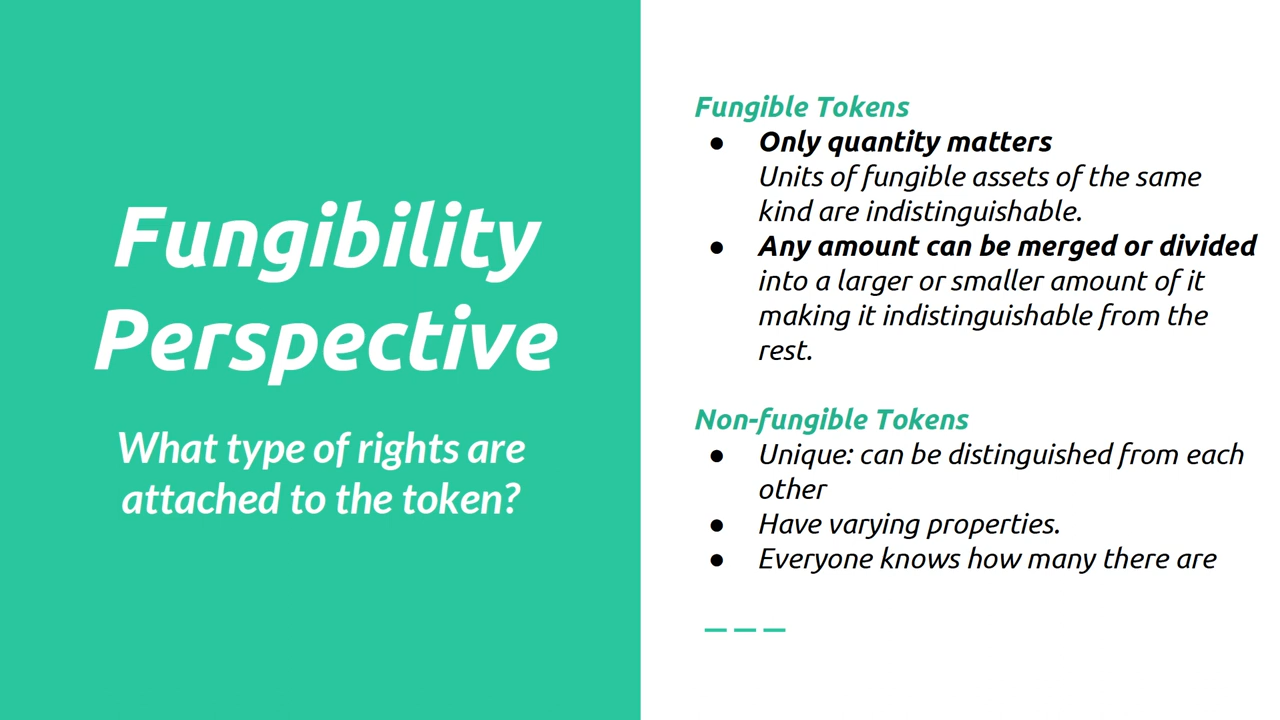 Fungibility
Perspective
What type of rights are
attached to the token?
Fungible Tokens
● Only quantity matters
Units of fungible assets of the same
kind are indistinguishable.
● Any amount can be merged or divided
into a larger or smaller amount of it
making it indistinguishable from the
rest.
Non-fungible Tokens
● Unique: can be distinguished from each
other
● Have varying properties.
● Everyone knows how many there are